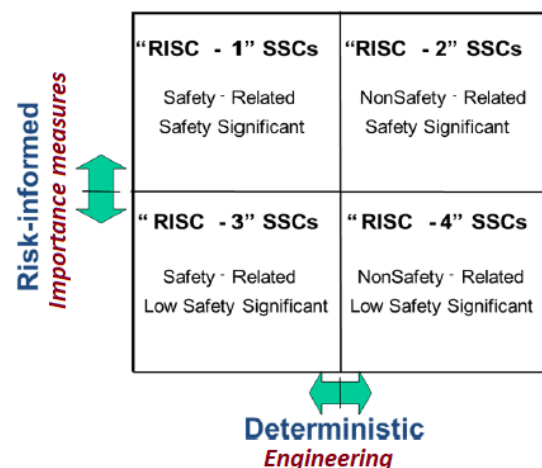 “RISC - 1” SSCs
Safety - Related
Safety Significant
“RISC - 2” SSCs
NonSafety - Related
Safety Significant
Risk-informed
Importance measures
“ RISC - 3” SSCs
Safety - Related
Low Safety Significant
“RISC - 4” SSCs
NonSafety - Related
Low Safety Significant
Deterministic
Engineering